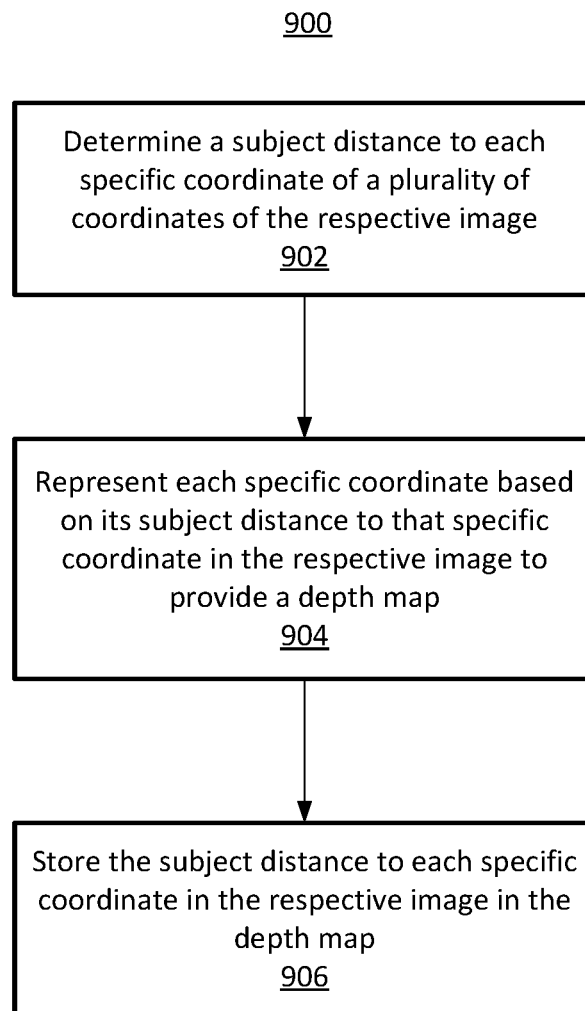 900
Determine a subject distance to each
specific coordinate of a plurality of
coordinates of the respective image
902
Represent each specific coordinate based
on its subject distance to that specific
coordinate in the respective image to
provide a depth map
904
Store the subject distance to each specific
coordinate in the respective image in the
depth map
906